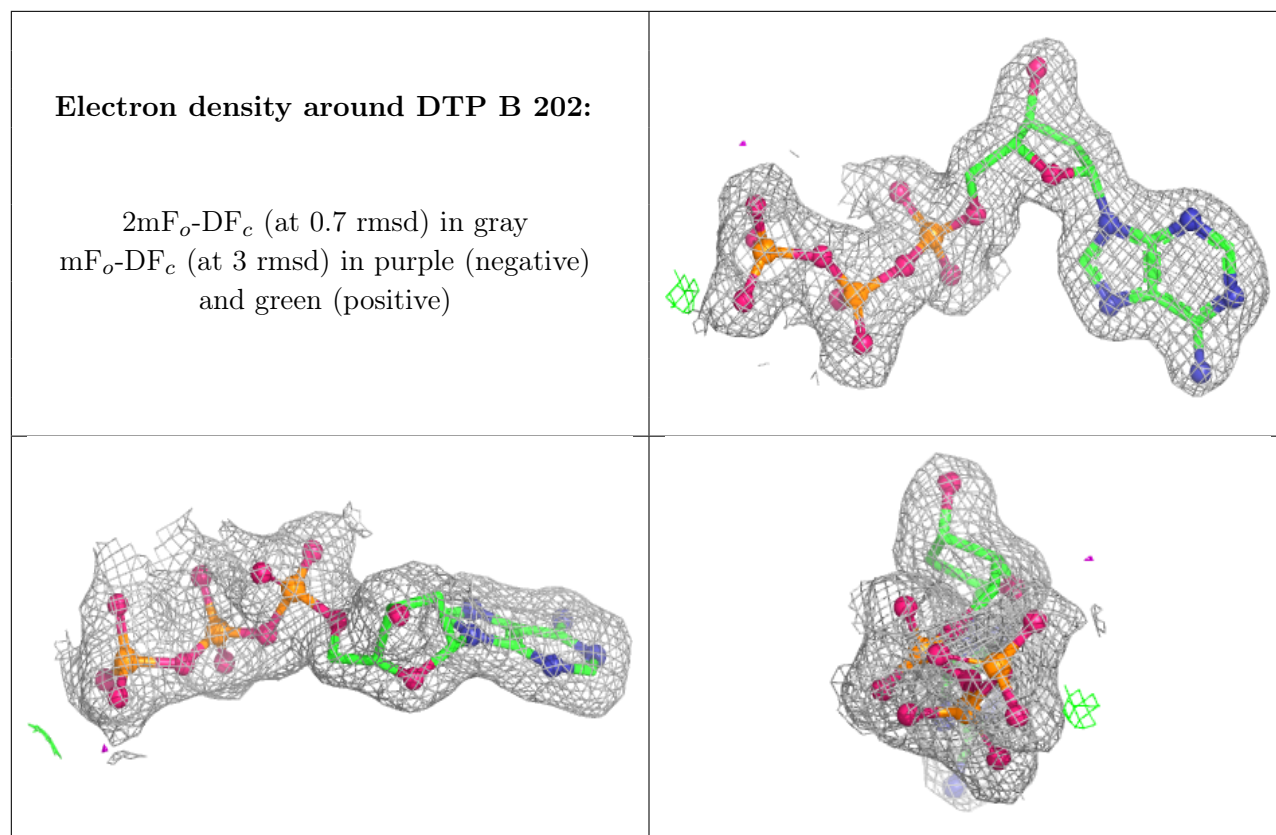 Electron density around DTP B 202:
2mFo-DFc (at 0.7 rmsd) in gray
mFo-DFc (at 3 rmsd) in purple (negative)
and green (positive)